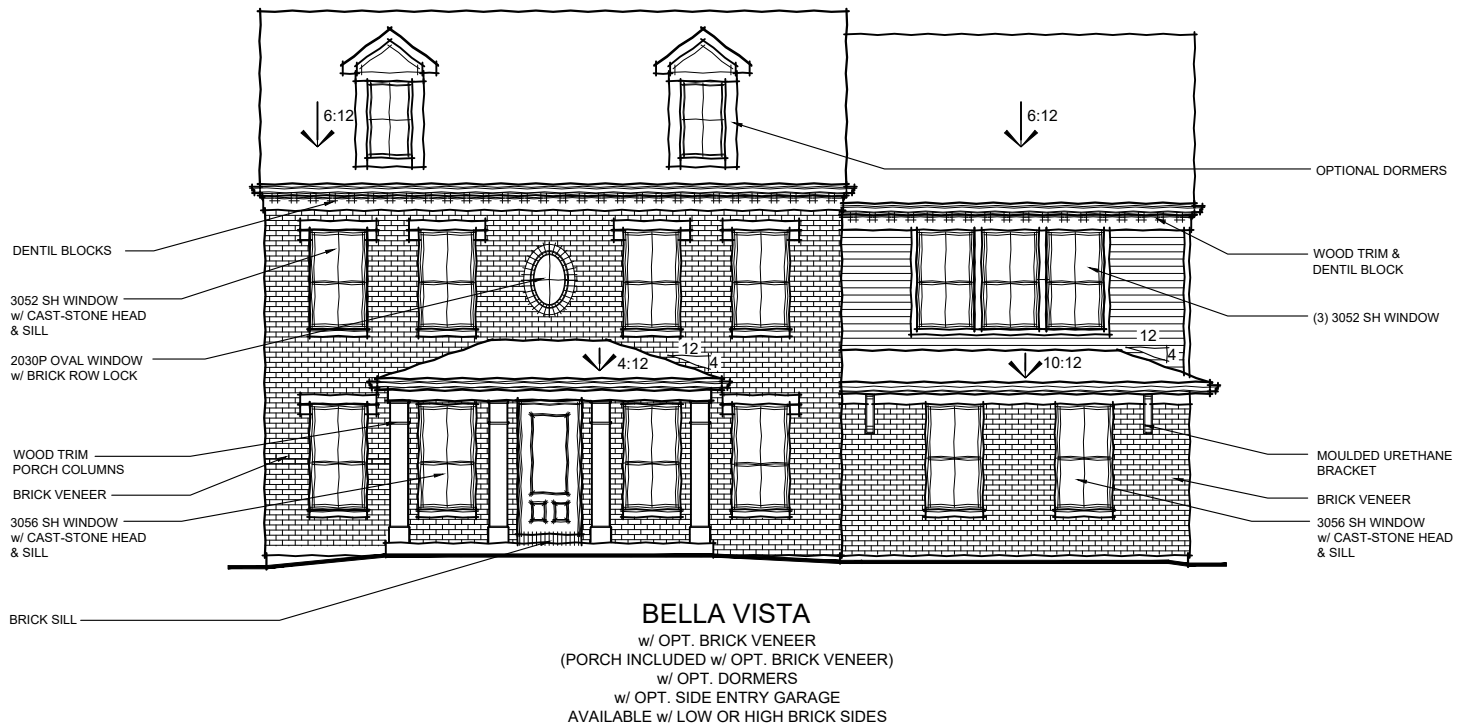 6:12
6:12
OPTIONAL DORMERS
DENTIL BLOCKS
WOOD TRIM &
DENTIL BLOCK
3052 SH WINDOW
w/ CAST-STONE HEAD
& SILL
(3) 3052 SH WINDOW
2030P OVAL WINDOW
w/ BRICK ROW LOCK
12
4
4:12
12
4
10:12
WOOD TRIM
PORCH COLUMNS
BRICK VENEER
3056 SH WINDOW
w/ CAST-STONE HEAD
& SILL
MOULDED URETHANE
BRACKET
BRICK VENEER
3056 SH WINDOW
w/ CAST-STONE HEAD
& SILL
BRICK SILL
BELLA VISTA
w/ OPT. BRICK VENEER
(PORCH INCLUDED w/ OPT. BRICK VENEER)
w/ OPT. DORMERS
w/ OPT. SIDE ENTRY GARAGE
AVAILABLE w/ LOW OR HIGH BRICK SIDES